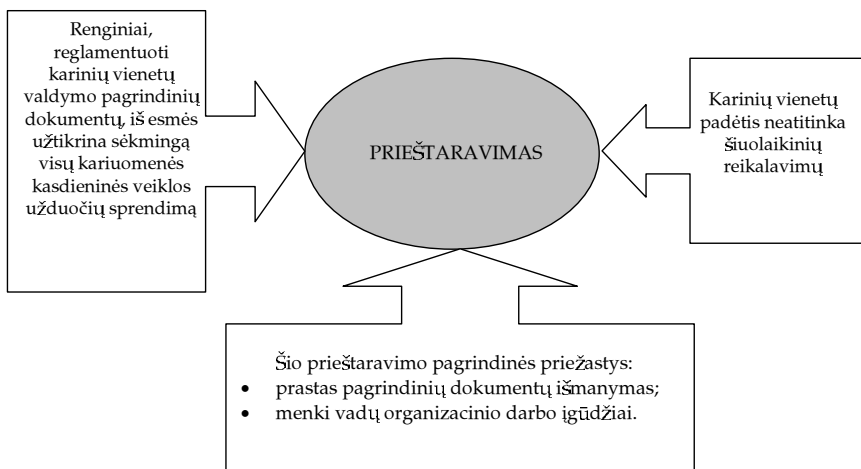 Renginiai,
reglamentuoti
karinių vienetų
valdymo pagrindinių
dokumentų, iš esmės
užtikrina sėkmingą
visų kariuomenės
kasdieninės veiklos
užduočių sprendimą
PRIEŠTARAVIMAS
Karinių vienetų
padėtis neatitinka
šiuolaikinių
reikalavimų
Šio prieštaravimo pagrindinės priežastys:
• prastas pagrindinių dokumentų išmanymas;
• menki vadų organizacinio darbo įgūdžiai.